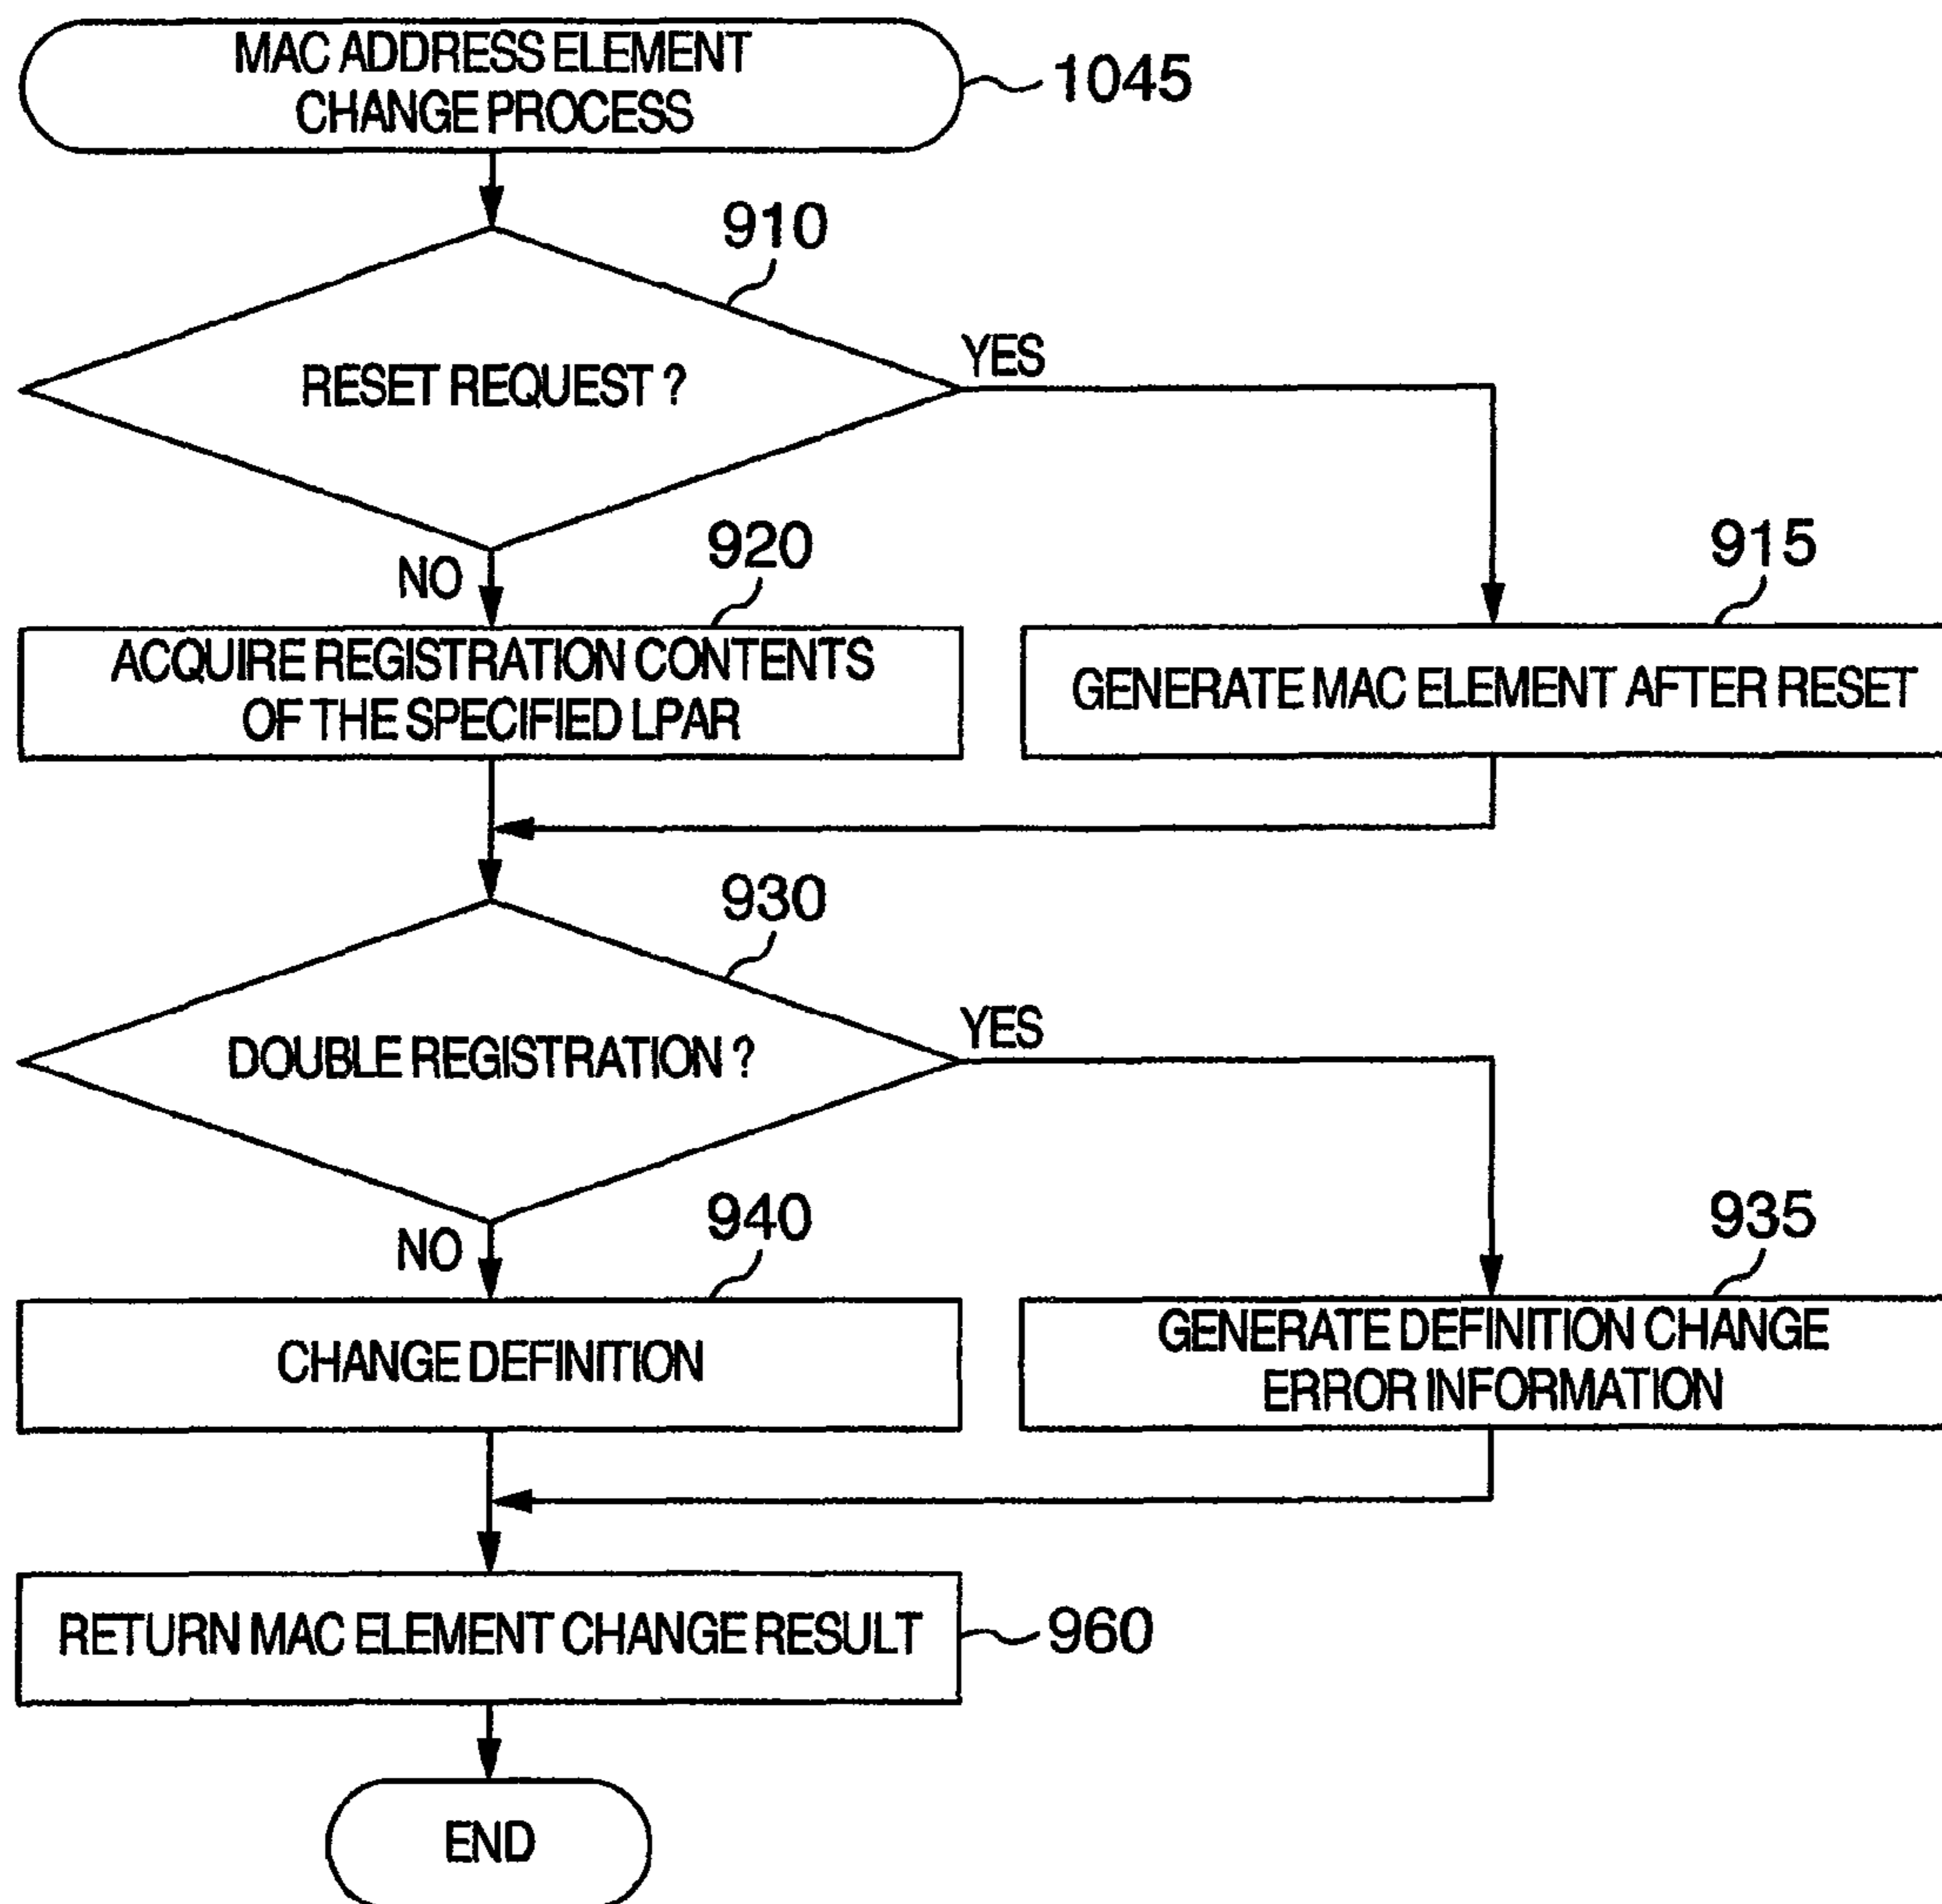 MAC ADDRESS ELEMENT
CHANGE PROCESS
1045
910
RESET REQUEST ?
YES
NO
920
915
ACQUIRE REGISTRATION CONTENTS
OF THE SPECIFIED LPAR
GENERATE MAC ELEMENT AFTER RESET
930
DOUBLE REGISTRATION ?
YES
NO
940
935
CHANGE DEFINITION
GENERATE DEFINITION CHANGE
ERROR INFORMATION
RETURN MAC ELEMENT CHANGE RESULT
960
END